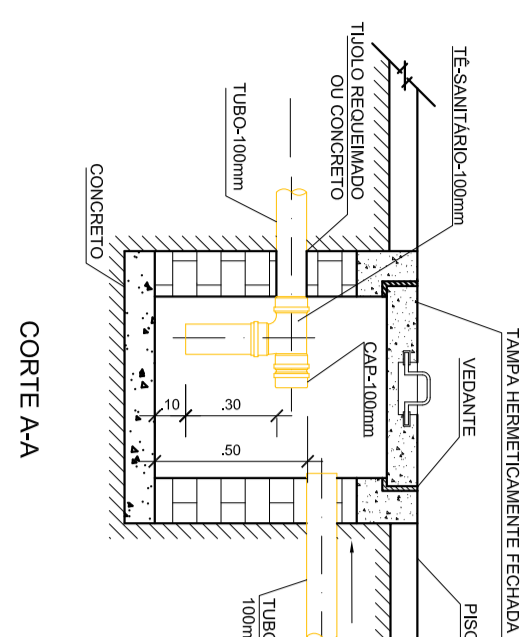 TAMPA HERMETICAMENTE FECHADA
VEDANTE
PISO
TÊ-SANITÁRIO-100mm
TIJOLO REQUEIMADO
OU CONCRETO
TUBO-100mm
CONCRETO
CAP-100mm
.10
.30
.50
TUBO
100mm
CORTE A-A